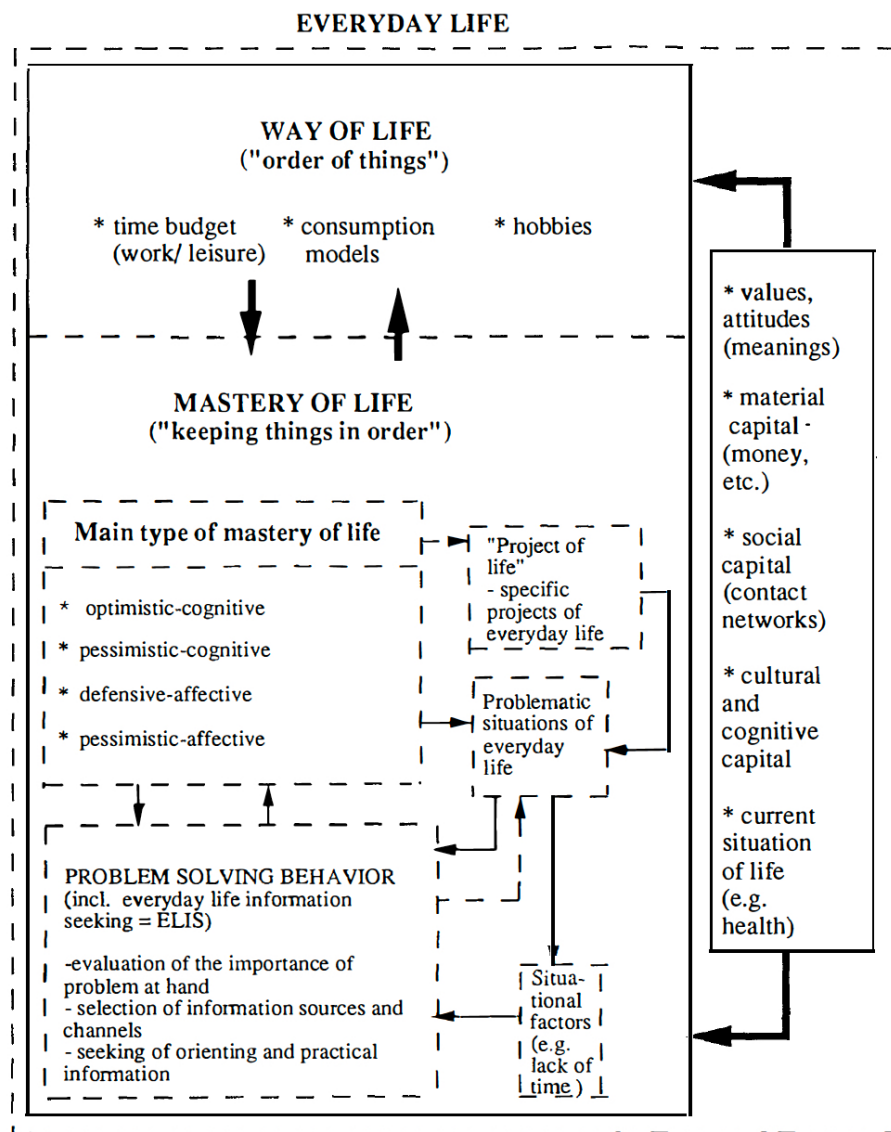 EVERYDAY LIFE
WAY OF LIFE
("order of things")
* time budget
(work/ leisure)
* consumption
models
* hobbies
MASTERY OF LIFE
("keeping things in order")
Main type of mastery of life
* optimistic-cognitive
* pessimistic-cognitive
* defensive-affective
* pessimistic-affective
"Project of
life"
- specific
projects of
everyday life
Problematic
situations of
everyday
life
PROBLEM SOLVING BEHAVIOR
(incl. everyday life information
seeking = ELIS)
-evaluation of the importance of
problem at hand
- selection of information sources and
channels
- seeking of orienting and practical
information
Situa-
tional
factors
(e.g.
lack of
time )
* values,
attitudes
(meanings)
* material
capital -
(money,
etc.)
* social
capital
(contact
networks)
* cultural
and
cognitive
capital
* current
situation
of life
(e.g.
health)